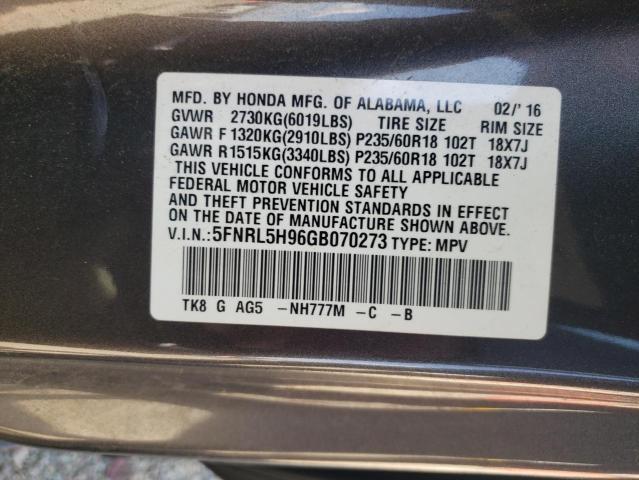 MFD. BY HONDA MFG. OF ALABAMA, LLC 02/' 16
GVWR 2730KG(6019LBS) TIRE SIZE RIM SIZE
GAWR F 1320KG(2910LBS) P235/60R18 102T 18X7J
GAWR R1515KG(3340LBS) P235/60R18 102T 18X7J
THIS VEHICLE CONFORMS TO ALL APPLICABLE
FEDERAL MOTOR VEHICLE SAFETY
AND THEFT PREVENTION STANDARDS IN EFFECT
ON THE DATE OF MANUFACTURE SHOWN ABOVE.
V.I.N.:5FNRL5H96GB070273 TYPE: MPV
TK8 G AG5 -NH777M -C -B